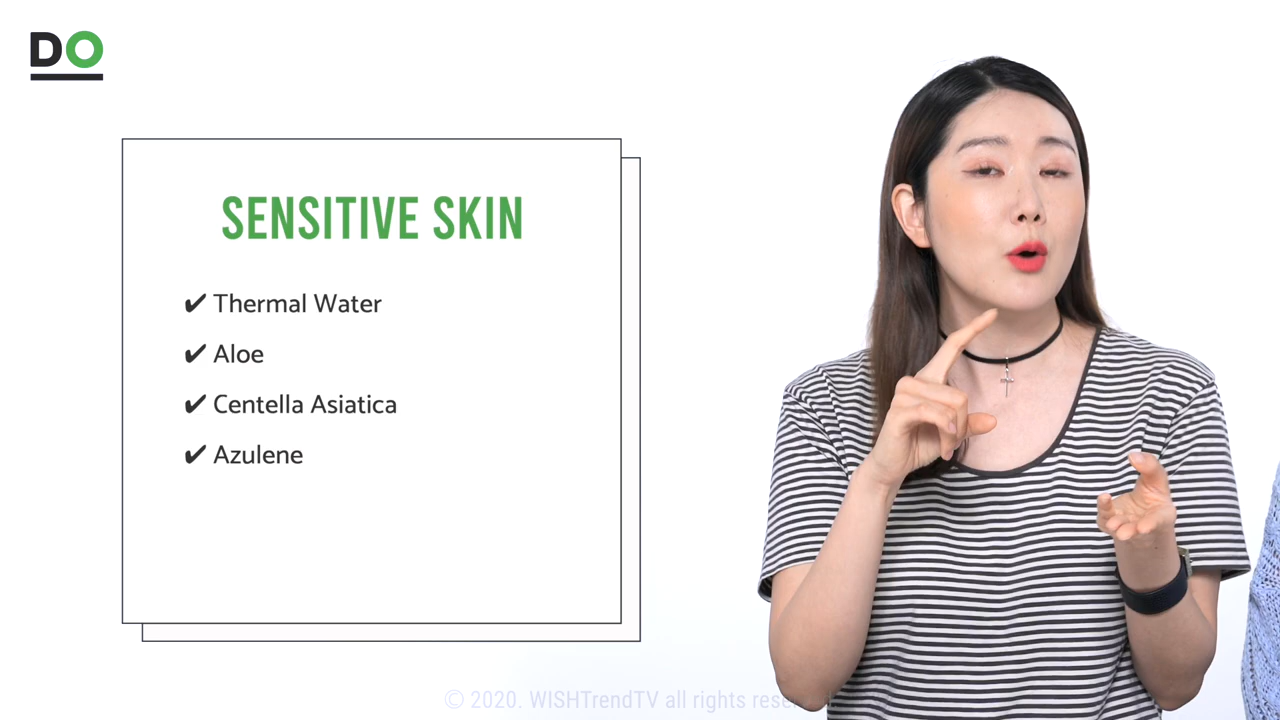 DO
SENSITIVE SKIN
✔ Thermal Water
✔ Aloe
✔ Centella Asiatica
✔ Azulene
© 2020. WISHTrendTV all rights